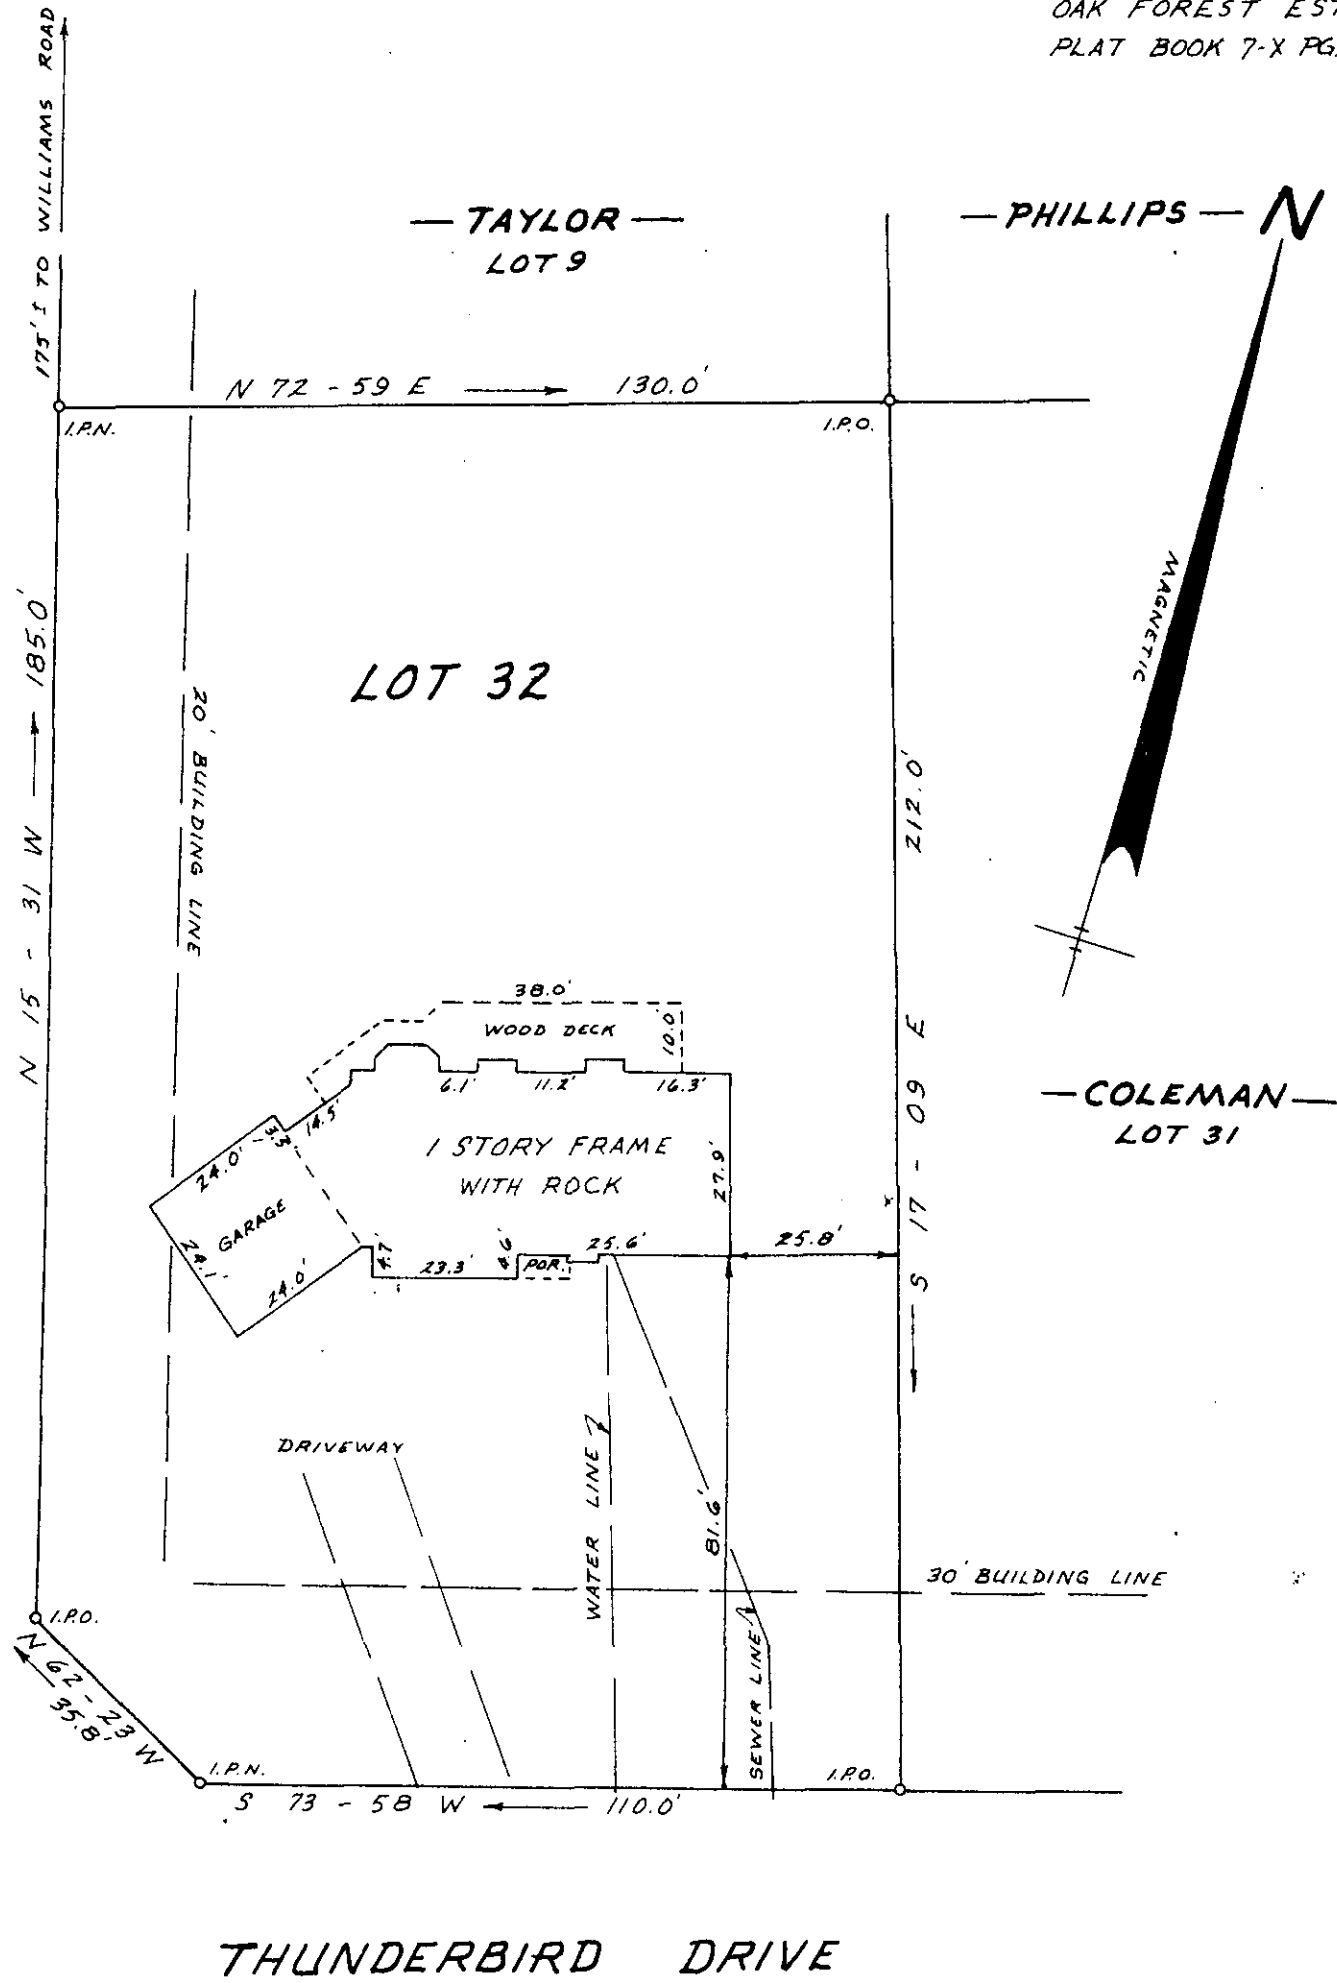 OAK FOREST EST
PLAT BOOK 7-X PG.
175' ± TO WILLIAMS ROAD
— TAYLOR —
LOT 9
— PHILLIPS —
N
MAGNETIC
N 72 - 59 E 130.0'
I.P.N.
I.P.O.
N 15 - 31 W 185.0'
20' BUILDING LINE
LOT 32
212.0'
S 17 - 09 E
— COLEMAN —
LOT 31
38.0'
WOOD DECK
10.0'
6.1'
11.2'
16.3'
14.5'
3.3'
24.0'
GARAGE
24.1'
24.0'
1 STORY FRAME
WITH ROCK
27.9'
4.7'
23.3'
4.6'
POR.
25.6'
25.8'
DRIVEWAY
WATER LINE
81.6'
SEWER LINE
30' BUILDING LINE
I.P.O.
N 62 - 23 W
35.8'
I.P.N.
I.P.O.
S 73 - 58 W 110.0'
THUNDERBIRD DRIVE